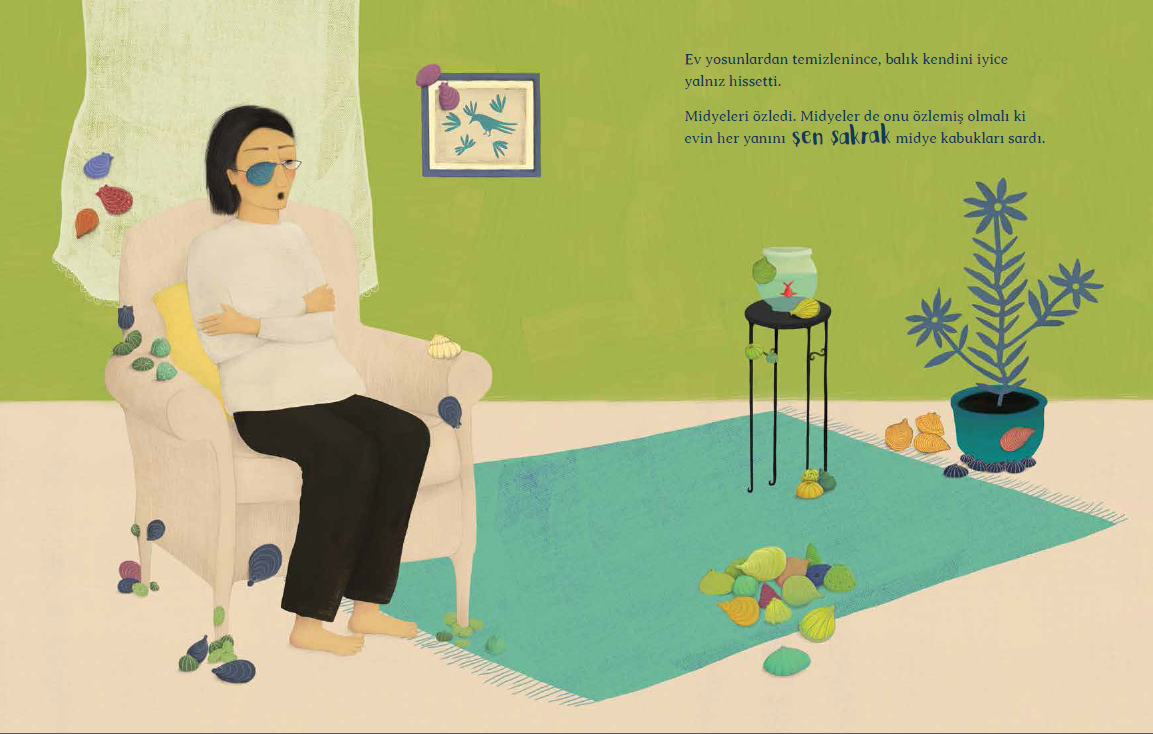 Ev yosunlardan temizlenince, balık kendini iyice
yalnız hissetti.
Midyeleri özledi. Midyeler de onu özlemiş olmalı ki
evin her yanını şen şakrak midye kabukları sardı.